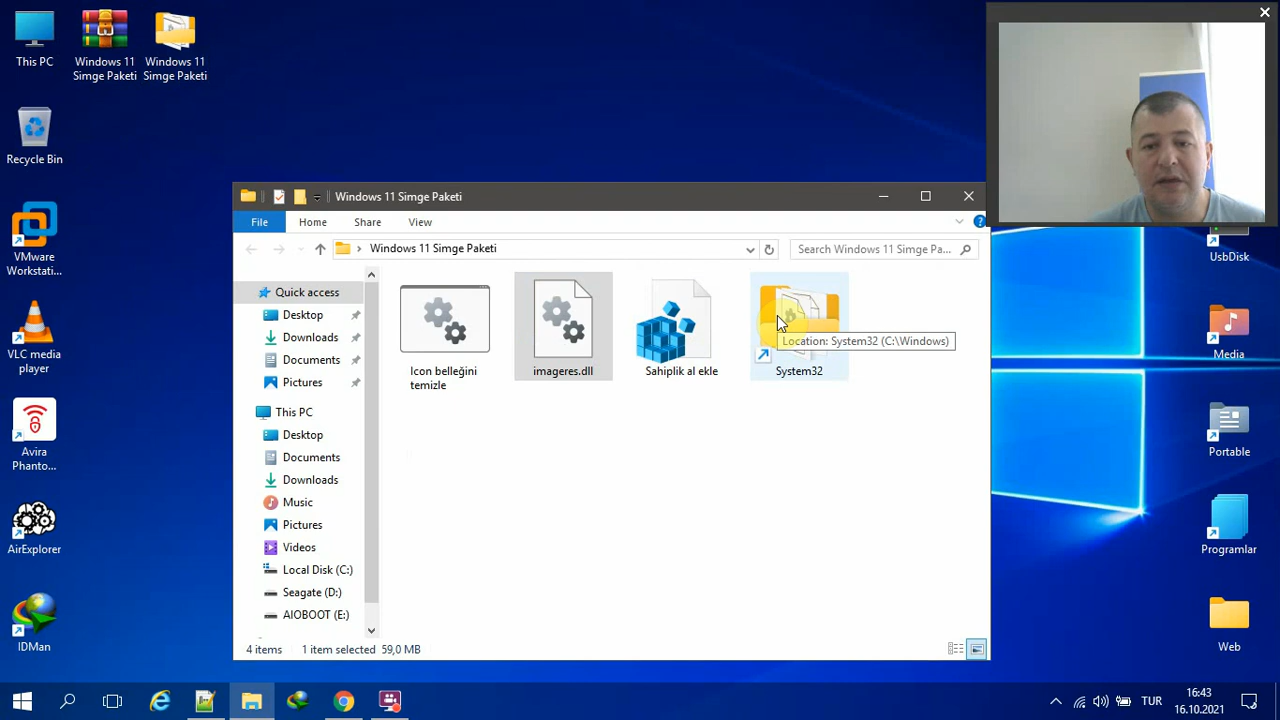 This PC
Windows 11
Simge Paketi
Windows 11
Simge Paketi
Recycle Bin
VMware
Workstati...
VLC media
player
Avira
Phanto...
AirExplorer
IDMan
Windows 11 Simge Paketi
File
Home
Share
View
Windows 11 Simge Paketi
Search Windows 11 Simge Pa...
Quick access
Desktop
Downloads
Documents
Pictures
This PC
Desktop
Documents
Downloads
Music
Pictures
Videos
Local Disk (C:)
Seagate (D:)
AIOBOOT (E:)
Icon belleğini
temizle
imageres.dll
Sahiplik al ekle
System32
Location: System32 (C:\Windows)
4 items
1 item selected 59,0 MB
UsbDisk
Media
Portable
Programlar
Web
TUR
16:43
16.10.2021